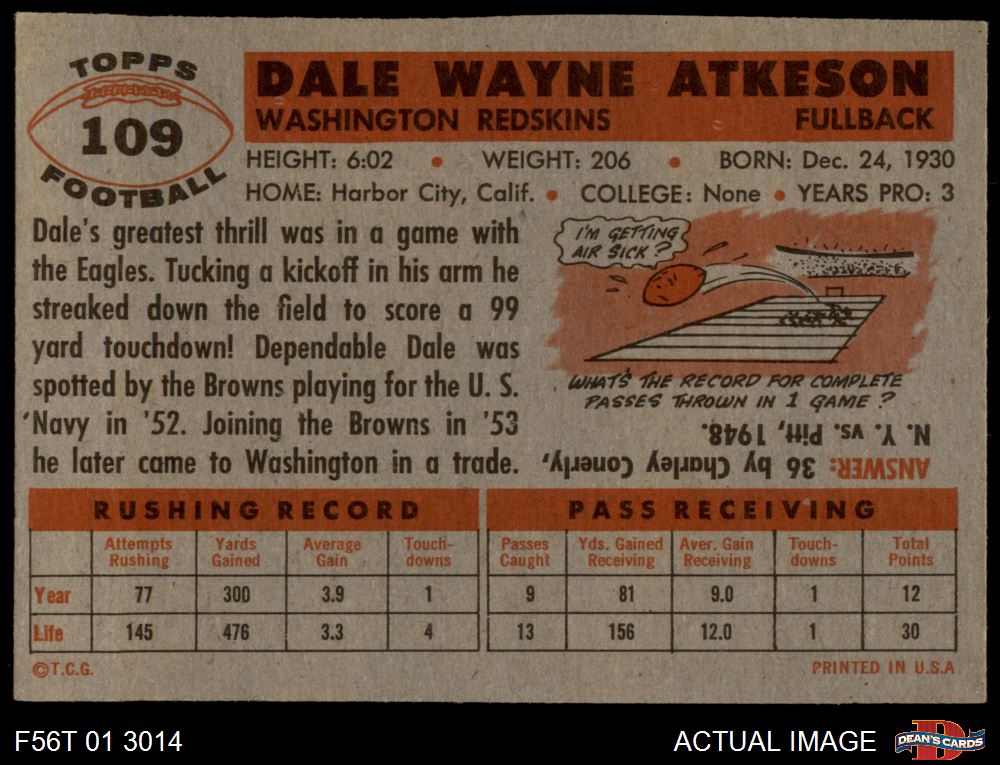 TOPPS
109
FOOTBALL
DALE WAYNE ATKESON
WASHINGTON REDSKINS FULLBACK
HEIGHT: 6:02 • WEIGHT: 206 • BORN: Dec. 24, 1930
HOME: Harbor City, Calif. • COLLEGE: None • YEARS PRO: 3
Dale's greatest thrill was in a game with
the Eagles. Tucking a kickoff in his arm he
streaked down the field to score a 99
yard touchdown! Dependable Dale was
spotted by the Browns playing for the U. S.
Navy in '52. Joining the Browns in '53
he later came to Washington in a trade.
I'M GETTING
AIR SICK?
WHAT'S THE RECORD FOR COMPLETE
PASSES THROWN IN 1 GAME?
ANSWER: 36 by Charley Conerly,
N. Y. vs. Pitt, 1948.
RUSHING RECORD
Attempts Rushing Yards Gained Average Gain Touch-downs
Year 77 300 3.9 1
Life 145 476 3.3 4
PASS RECEIVING
Passes Caught Yds. Gained Receiving Aver. Gain Receiving Touch-downs Total Points
9 81 9.0 1 12
13 156 12.0 1 30
©T.C.G. PRINTED IN U.S.A.
F56T 01 3014 ACTUAL IMAGE DEAN'S CARDS